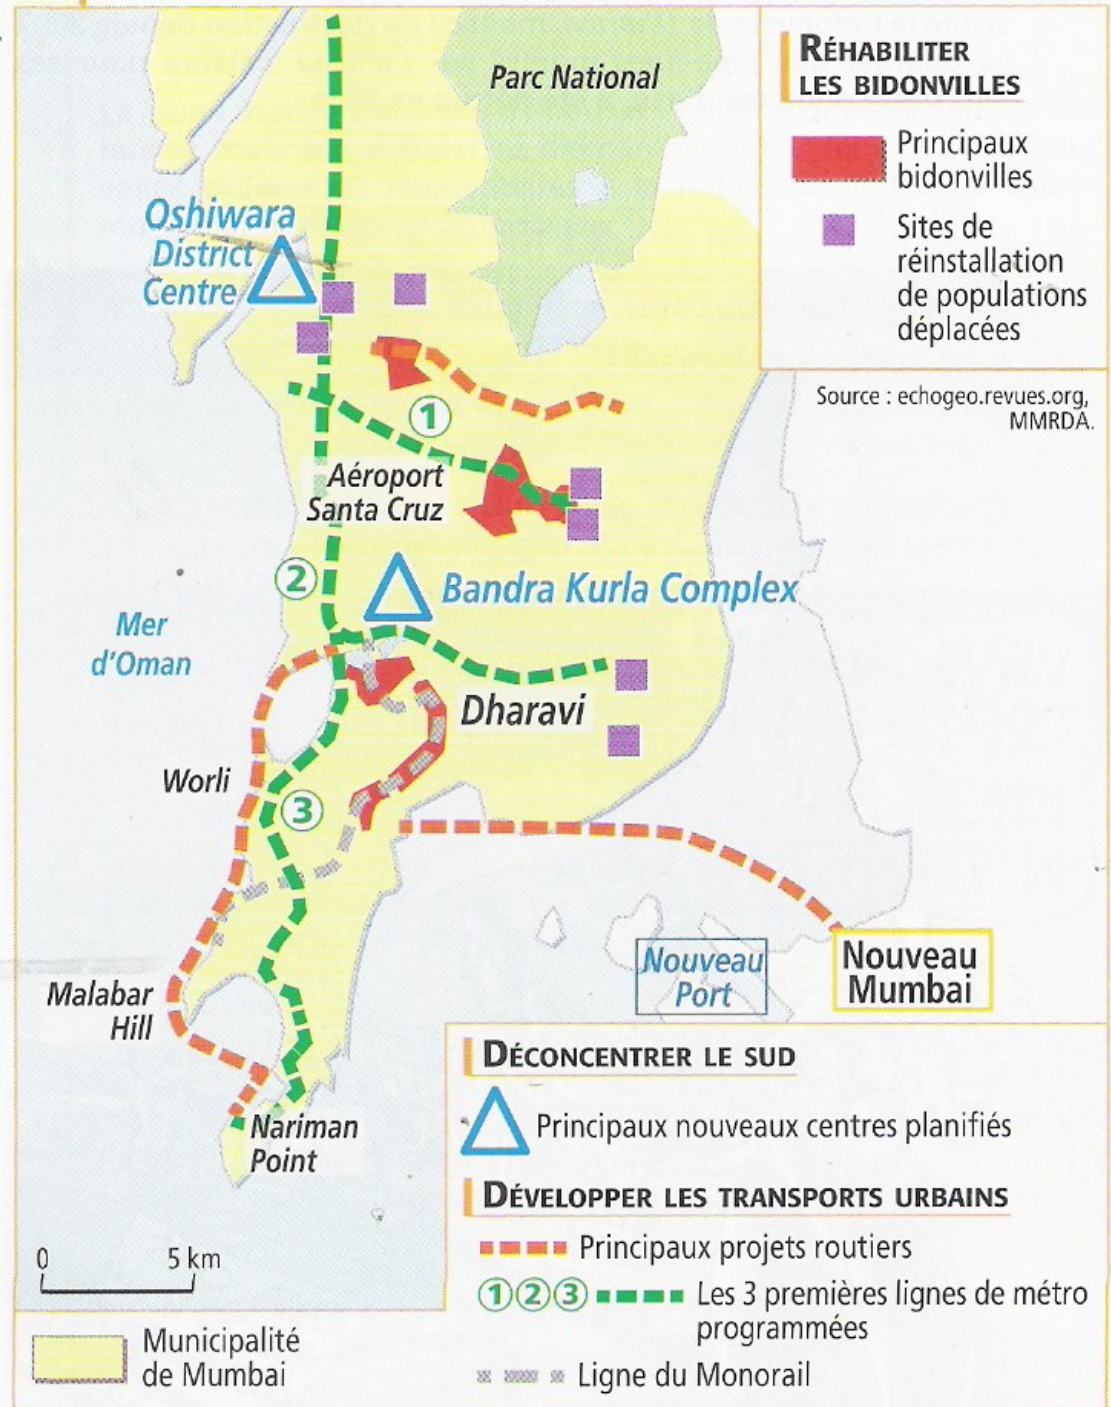 Parc National
RÉHABILITER
LES BIDONVILLES
Principaux
bidonvilles
Sites de
réinstallation
de populations
déplacées
Source : echogeo.revues.org,
MMRDA.
Oshiwara
District
Centre
1
Aéroport
Santa Cruz
2
Bandra Kurla Complex
Mer
d'Oman
Dharavi
Worli
3
Nouveau
Port
Nouveau
Mumbai
Malabar
Hill
Nariman
Point
DÉCONCENTRER LE SUD
Principaux nouveaux centres planifiés
DÉVELOPPER LES TRANSPORTS URBAINS
Principaux projets routiers
1 2 3 Les 3 premières lignes de métro
programmées
Ligne du Monorail
0 5 km
Municipalité
de Mumbai